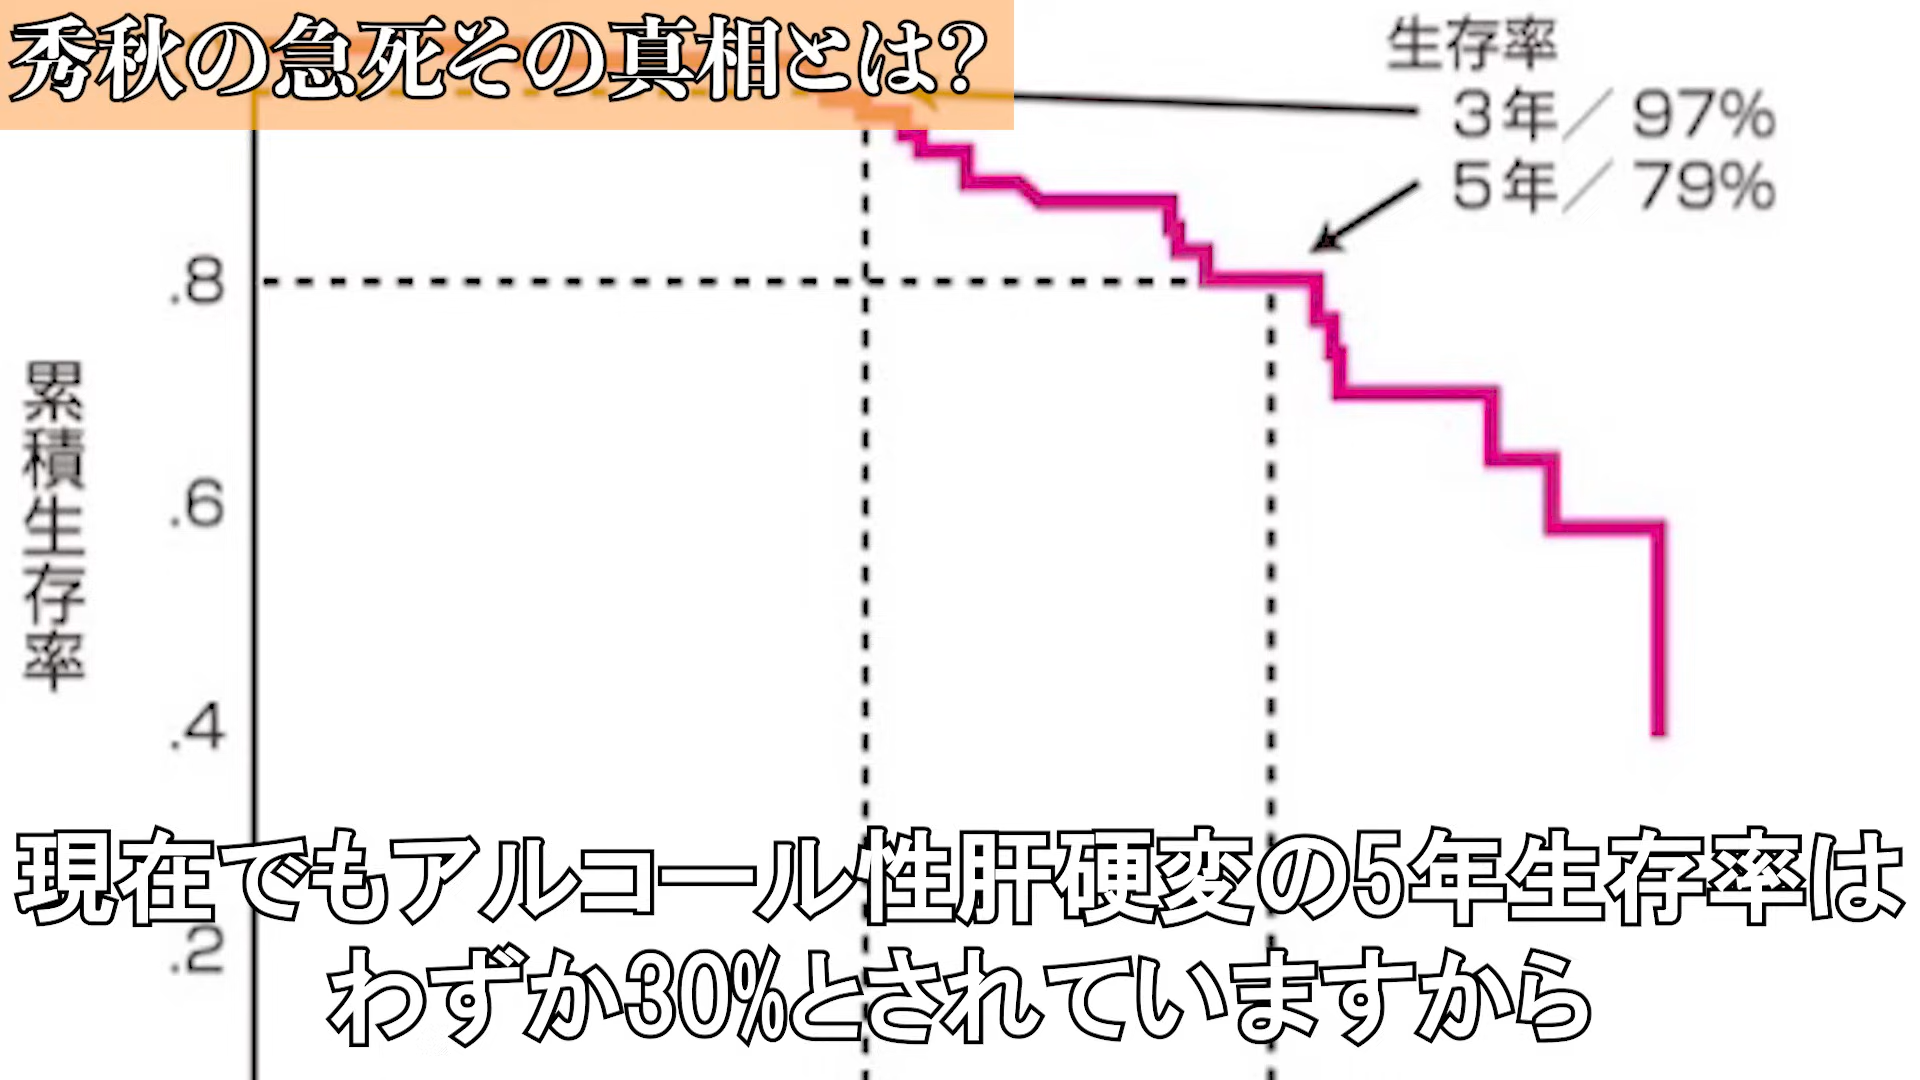 秀秋の急死その真相とは?
生存率
3年/97%
5年/79%
.8
.6
.4
.2
累積生存率
現在でもアルコール性肝硬変の5年生存率は
わずか30%とされていますから